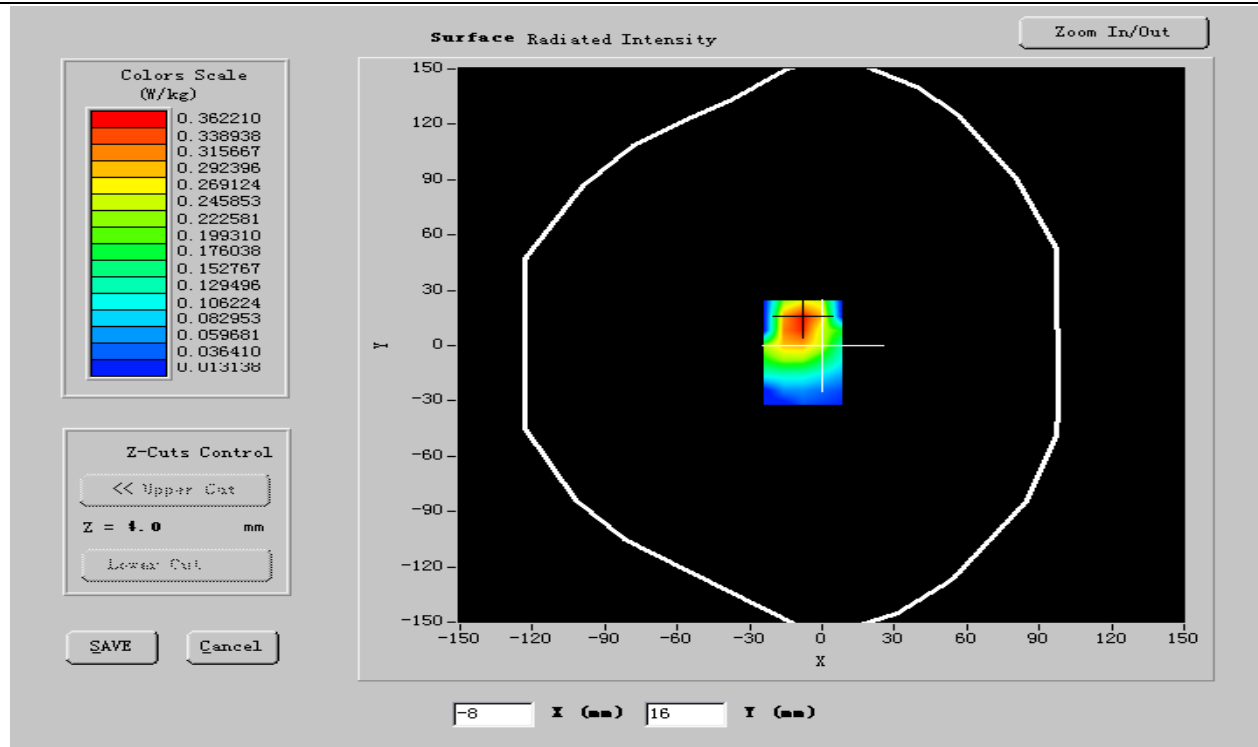 Surface Radiated Intensity
Zoom In/Out
Colors Scale
(W/kg)
0.362210
0.338938
0.315667
0.292396
0.269124
0.245853
0.222581
0.199310
0.176038
0.152767
0.129496
0.106224
0.082953
0.059681
0.036410
0.013138
Z-Cuts Control
<< Upper Cut
Z = 4.0 mm
Lower Cut
SAVE
Cancel
150
120
90
60
30
0
-30
-60
-90
-120
-150
Y
-150 -120 -90 -60 -30 0 30 60 90 120 150
X
-8 X (mm) 16 Y (mm)